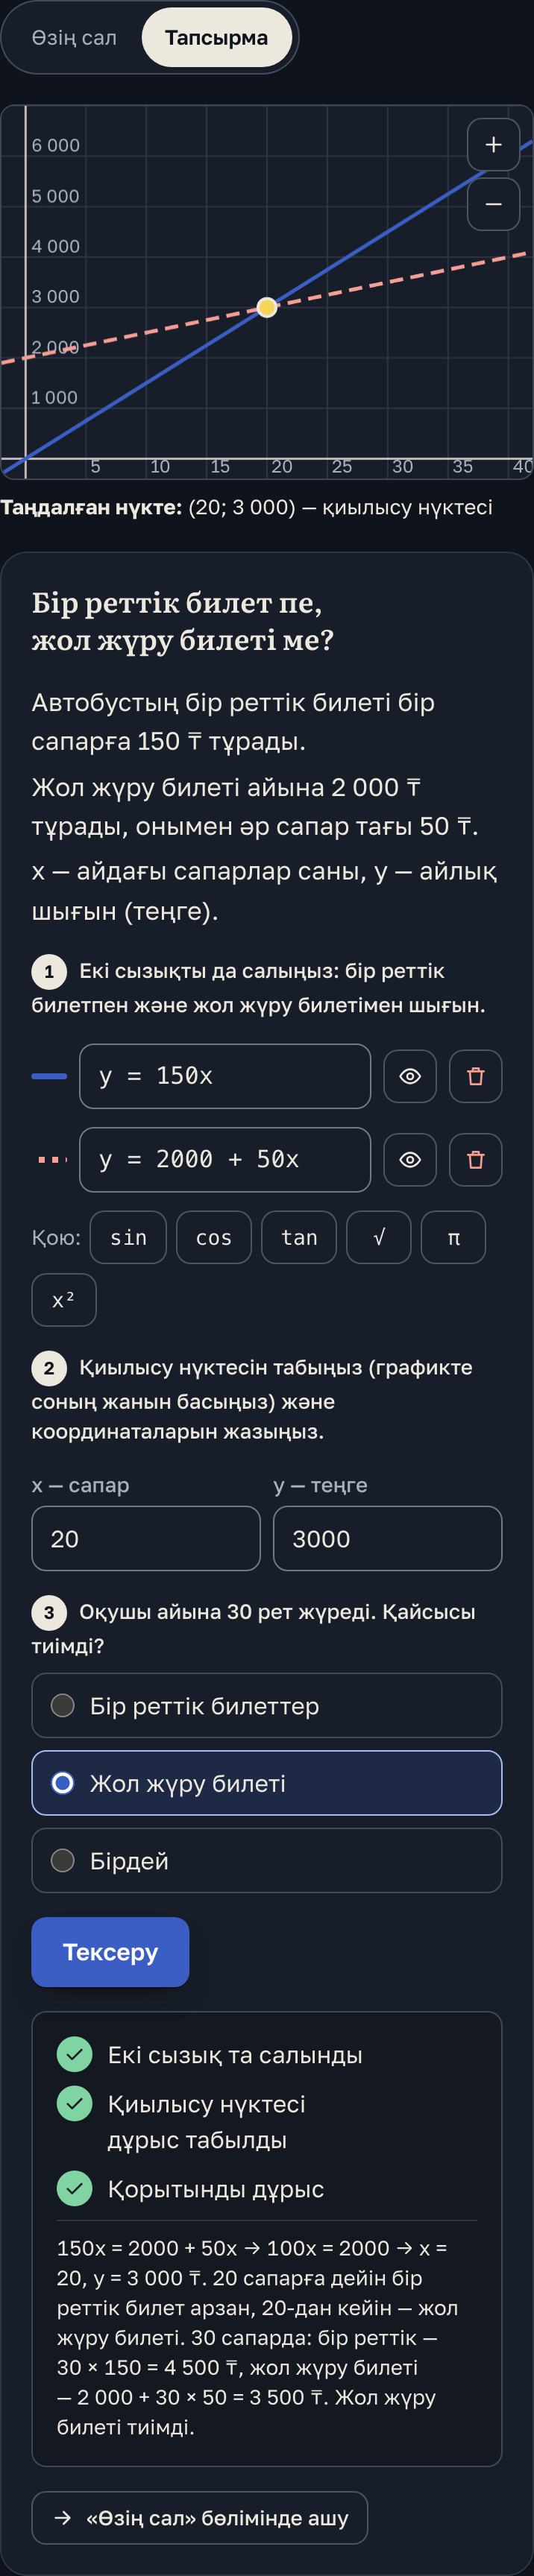 Өзің сал
Тапсырма
6 000
5 000
4 000
3 000
2 000
1 000
5 10 15 20 25 30 35 40
+
−
Таңдалған нүкте: (20; 3 000) — қиылысу нүктесі
Бір реттік билет пе,
жол жүру билеті ме?
Автобустың бір реттік билеті бір
сапарға 150 ₸ тұрады.
Жол жүру билеті айына 2 000 ₸
тұрады, онымен әр сапар тағы 50 ₸.
x — айдағы сапарлар саны, y — айлық
шығын (теңге).
1 Екі сызықты да салыңыз: бір реттік
билетпен және жол жүру билетімен шығын.
y = 150x
y = 2000 + 50x
Қою: sin cos tan √ π
x²
2 Қиылысу нүктесін табыңыз (графикте
соның жанын басыңыз) және
координаталарын жазыңыз.
x — сапар
y — теңге
20
3000
3 Оқушы айына 30 рет жүреді. Қайсысы
тиімді?
Бір реттік билеттер
Жол жүру билеті
Бірдей
Тексеру
Екі сызық та салынды
Қиылысу нүктесі
дұрыс табылды
Қорытынды дұрыс
150x = 2000 + 50x → 100x = 2000 → x =
20, y = 3 000 ₸. 20 сапарға дейін бір
реттік билет арзан, 20-дан кейін — жол
жүру билеті. 30 сапарда: бір реттік —
30 × 150 = 4 500 ₸, жол жүру билеті
— 2 000 + 30 × 50 = 3 500 ₸. Жол жүру
билеті тиімді.
→ «Өзің сал» бөлімінде ашу